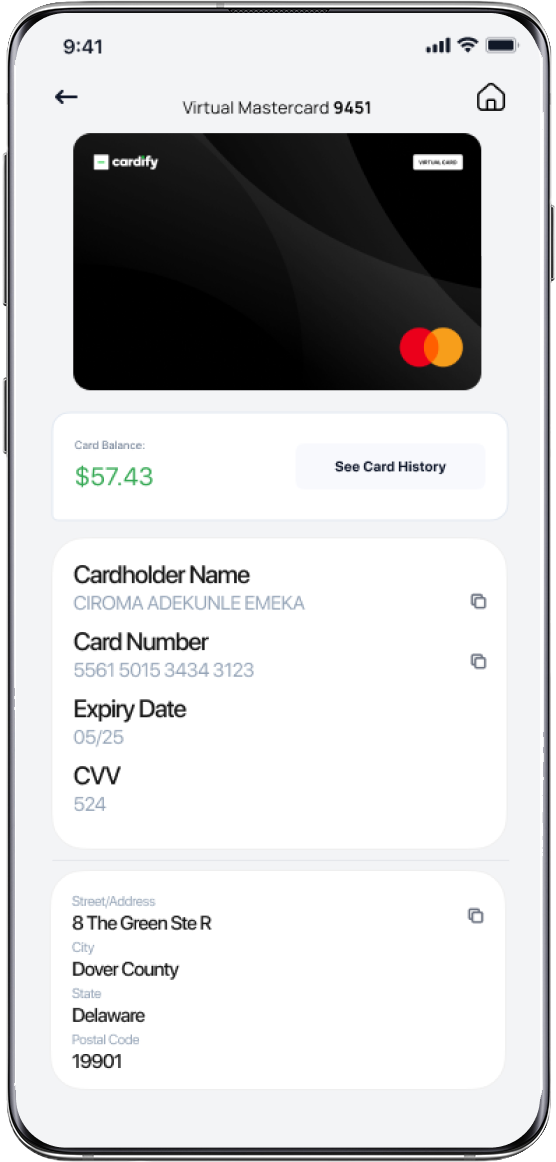 9:41
Virtual Mastercard 9451
cardify
VIRTUAL CARD
Card Balance:
$57.43
See Card History
Cardholder Name
CIROMA ADEKUNLE EMEKA
Card Number
5561 5015 3434 3123
Expiry Date
05/25
CVV
524
Street/Address
8 The Green Ste R
City
Dover County
State
Delaware
Postal Code
19901